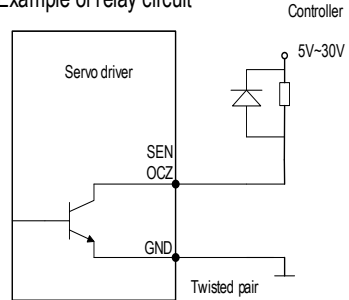 Example of relay circuit
Controller
5V~30V
Servo driver
SEN
OCZ
GND
Twisted pair